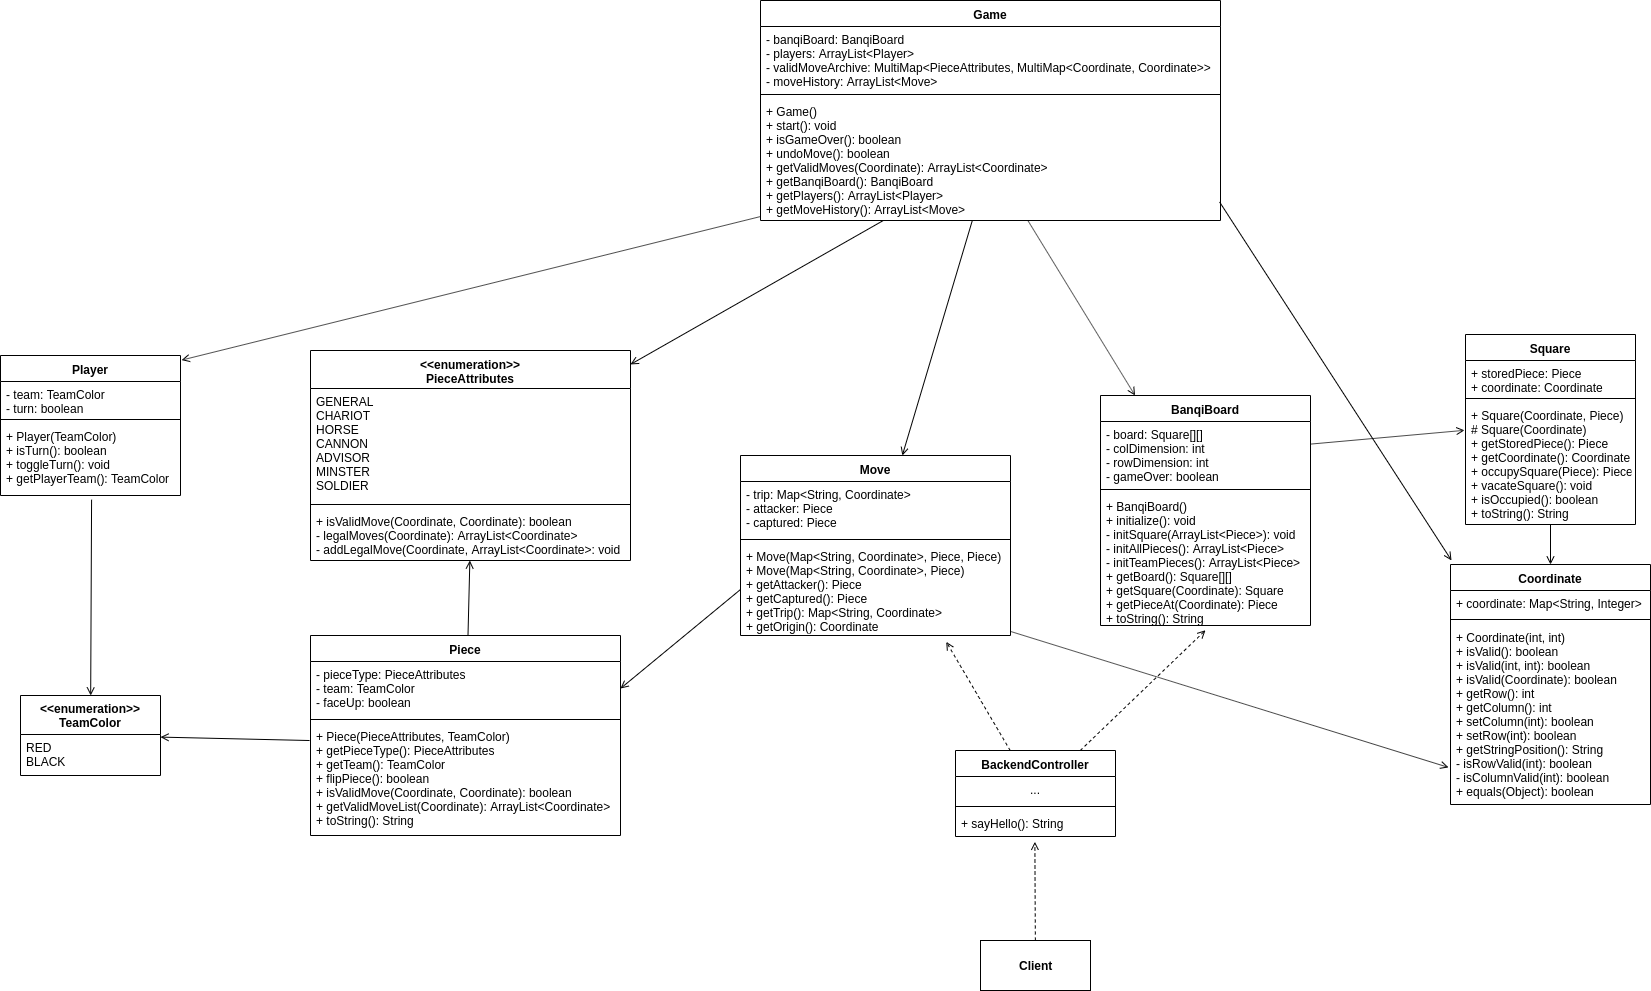 Game
- banqiBoard: BanqiBoard
- players: ArrayList<Player>
- validMoveArchive: MultiMap<PieceAttributes, MultiMap<Coordinate, Coordinate>>
- moveHistory: ArrayList<Move>
+ Game()
+ start(): void
+ isGameOver(): boolean
+ undoMove(): boolean
+ getValidMoves(Coordinate): ArrayList<Coordinate>
+ getBanqiBoard(): BanqiBoard
+ getPlayers(): ArrayList<Player>
+ getMoveHistory(): ArrayList<Move>
Player
- team: TeamColor
- turn: boolean
+ Player(TeamColor)
+ isTurn(): boolean
+ toggleTurn(): void
+ getPlayerTeam(): TeamColor
<<enumeration>>
PieceAttributes
GENERAL
CHARIOT
HORSE
CANNON
ADVISOR
MINSTER
SOLDIER
+ isValidMove(Coordinate, Coordinate): boolean
- legalMoves(Coordinate): ArrayList<Coordinate>
- addLegalMove(Coordinate, ArrayList<Coordinate>: void
Move
- trip: Map<String, Coordinate>
- attacker: Piece
- captured: Piece
+ Move(Map<String, Coordinate>, Piece, Piece)
+ Move(Map<String, Coordinate>, Piece)
+ getAttacker(): Piece
+ getCaptured(): Piece
+ getTrip(): Map<String, Coordinate>
+ getOrigin(): Coordinate
BanqiBoard
- board: Square[][]
- colDimension: int
- rowDimension: int
- gameOver: boolean
+ BanqiBoard()
+ initialize(): void
- initSquare(ArrayList<Piece>): void
- initAllPieces(): ArrayList<Piece>
- initTeamPieces(): ArrayList<Piece>
+ getBoard(): Square[][]
+ getSquare(Coordinate): Square
+ getPieceAt(Coordinate): Piece
+ toString(): String
Square
+ storedPiece: Piece
+ coordinate: Coordinate
+ Square(Coordinate, Piece)
# Square(Coordinate)
+ getStoredPiece(): Piece
+ getCoordinate(): Coordinate
+ occupySquare(Piece): Piece
+ vacateSquare(): void
+ isOccupied(): boolean
+ toString(): String
Coordinate
+ coordinate: Map<String, Integer>
+ Coordinate(int, int)
+ isValid(): boolean
+ isValid(int, int): boolean
+ isValid(Coordinate): boolean
+ getRow(): int
+ getColumn(): int
+ setColumn(int): boolean
+ setRow(int): boolean
+ getStringPosition(): String
- isRowValid(int): boolean
- isColumnValid(int): boolean
+ equals(Object): boolean
<<enumeration>>
TeamColor
RED
BLACK
Piece
- pieceType: PieceAttributes
- team: TeamColor
- faceUp: boolean
+ Piece(PieceAttributes, TeamColor)
+ getPieceType(): PieceAttributes
+ getTeam(): TeamColor
+ flipPiece(): boolean
+ isValidMove(Coordinate, Coordinate): boolean
+ getValidMoveList(Coordinate): ArrayList<Coordinate>
+ toString(): String
BackendController
...
+ sayHello(): String
Client